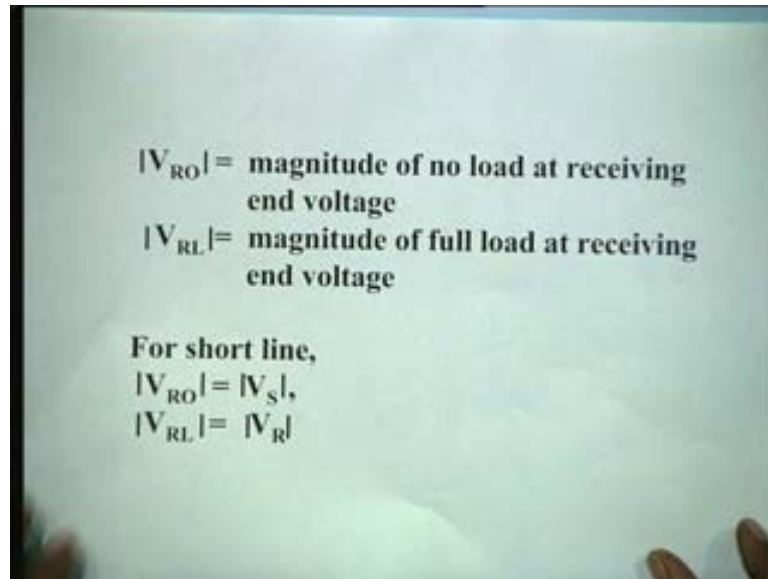 |V_RO| = magnitude of no load at receiving
end voltage
|V_RL| = magnitude of full load at receiving
end voltage
For short line,
|V_RO| = |V_S|,
|V_RL| = |V_R|